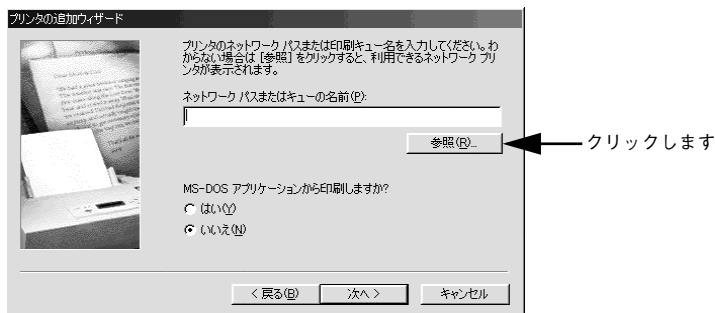 プリンタの追加ウィザード
プリンタのネットワーク パスまたは印刷キュー名を入力してください。わ
からない場合は [参照] をクリックすると、利用できるネットワーク プリ
ンタが表示されます。
ネットワーク パスまたはキューの名前(P):
参照(R)...
クリックします
MS-DOS アプリケーションから印刷しますか?
はい(Y)
いいえ(N)
< 戻る(B)
次へ >
キャンセル